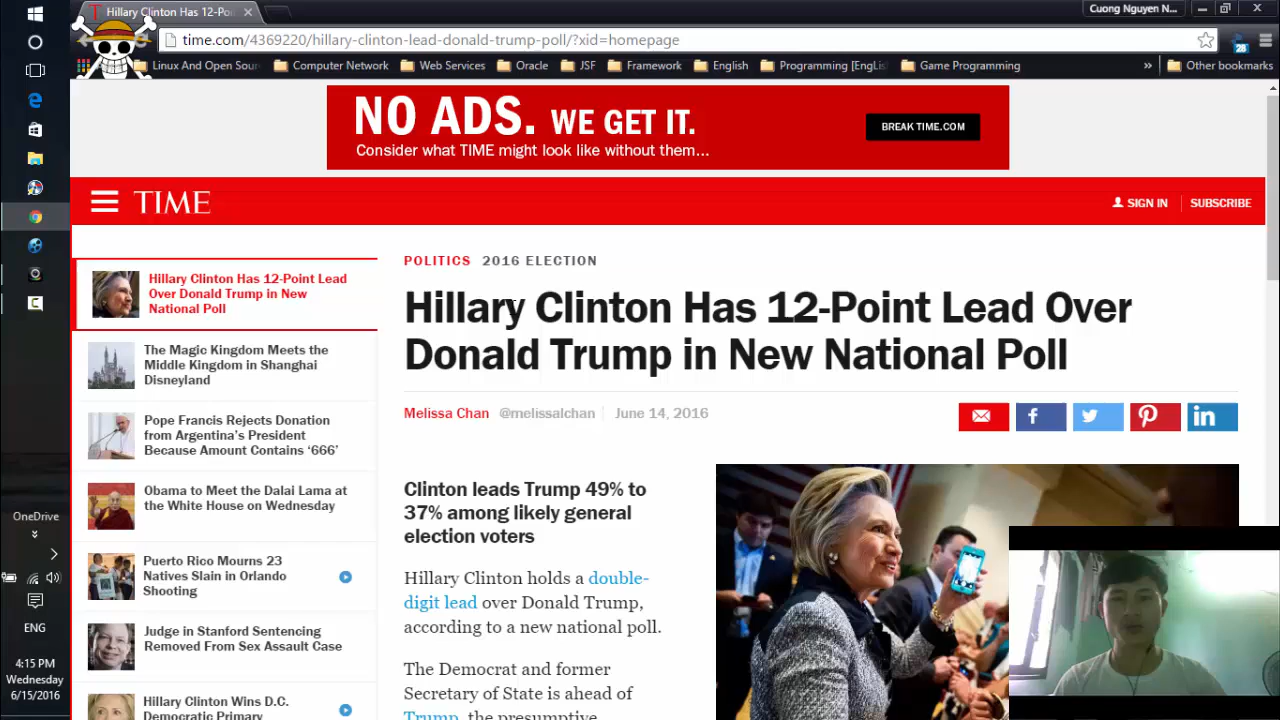 Hillary Clinton Has 12-Po
Cuong Nguyen N...
time.com/4369220/hillary-clinton-lead-donald-trump-poll/?xid=homepage
28
Linux And Open Sour
Computer Network
Web Services
Oracle
JSF
Framework
English
Programming [EngLis
Game Programming
»
Other bookmarks
NO ADS. WE GET IT.
Consider what TIME might look like without them...
BREAK TIME.COM
TIME
SIGN IN
SUBSCRIBE
Hillary Clinton Has 12-Point Lead
Over Donald Trump in New
National Poll
The Magic Kingdom Meets the
Middle Kingdom in Shanghai
Disneyland
Pope Francis Rejects Donation
from Argentina's President
Because Amount Contains '666'
Obama to Meet the Dalai Lama at
the White House on Wednesday
Puerto Rico Mourns 23
Natives Slain in Orlando
Shooting
Judge in Stanford Sentencing
Removed From Sex Assault Case
Hillary Clinton Wins D.C.
Democratic Primary
POLITICS 2016 ELECTION
Hillary Clinton Has 12-Point Lead Over
Donald Trump in New National Poll
Melissa Chan @melissalchan June 14, 2016
Clinton leads Trump 49% to
37% among likely general
election voters
Hillary Clinton holds a double-
digit lead over Donald Trump,
according to a new national poll.
The Democrat and former
Secretary of State is ahead of
Trump, the presumptive
OneDrive
ENG
4:15 PM
Wednesday
6/15/2016